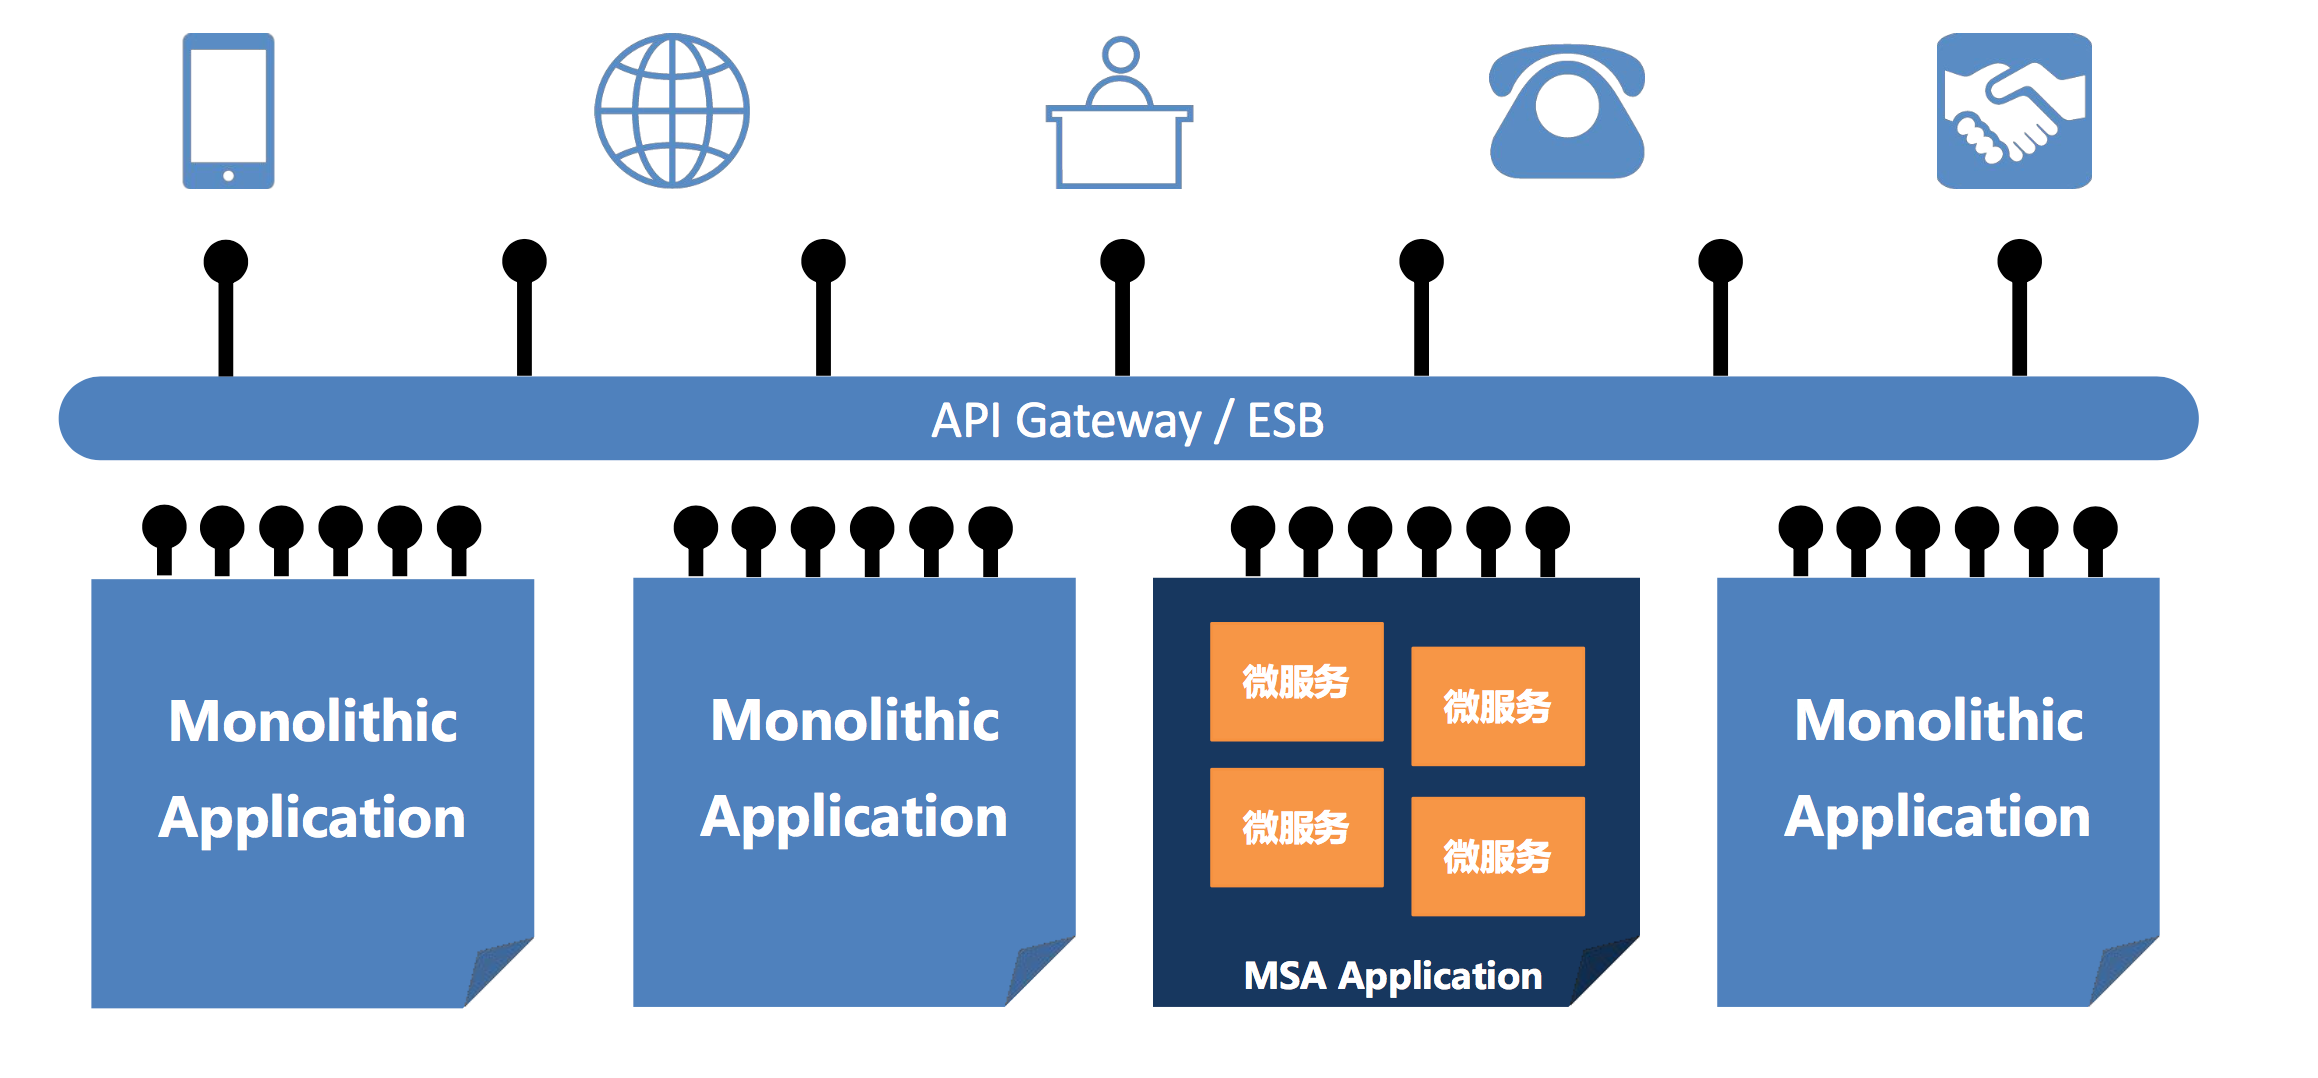 API Gateway / ESB
Monolithic
Application
Monolithic
Application
微服务
微服务
微服务
微服务
MSA Application
Monolithic
Application